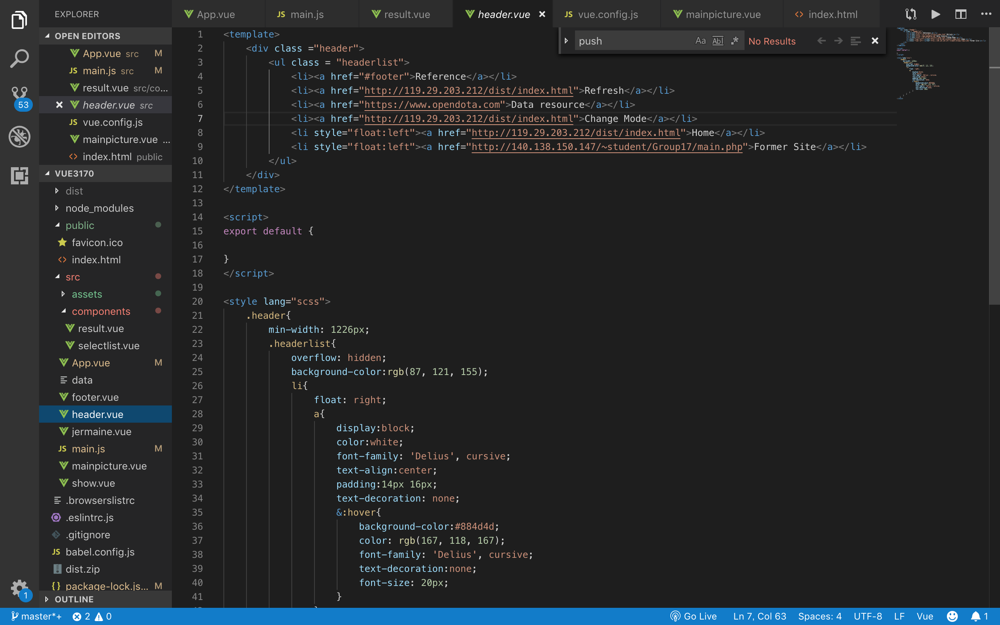 EXPLORER
OPEN EDITORS
App.vue src M
JS main.js src M
result.vue src/co...
header.vue src
JS vue.config.js
mainpicture.vue ...
<> index.html public
VUE3170
dist
node_modules
public
favicon.ico
<> index.html
src
assets
components
result.vue
selectlist.vue
App.vue M
data
footer.vue
header.vue
jermaine.vue
JS main.js M
mainpicture.vue
show.vue
.browserslistrc
.eslintrc.js
.gitignore
JS babel.config.js
dist.zip
{} package-lock.js... M
OUTLINE
53
1
App.vue JS main.js result.vue header.vue JS vue.config.js mainpicture.vue <> index.html
push Aa Abl .* No Results
1 <template>
2 <div class ="header">
3 <ul class = "headerlist">
4 <li><a href="#footer">Reference</a></li>
5 <li><a href="http://119.29.203.212/dist/index.html">Refresh</a></li>
6 <li><a href="https://www.opendota.com">Data resource</a></li>
7 <li><a href="http://119.29.203.212/dist/index.html">Change Mode</a></li>
8 <li style="float:left"><a href="http://119.29.203.212/dist/index.html">Home</a></li>
9 <li style="float:left"><a href="http://140.138.150.147/~student/Group17/main.php">Former Site</a></li>
10 </ul>
11 </div>
12 </template>
13
14 <script>
15 export default {
16
17 }
18 </script>
19
20 <style lang="scss">
21 .header{
22 min-width: 1226px;
23 .headerlist{
24 overflow: hidden;
25 background-color:rgb(87, 121, 155);
26 li{
27 float: right;
28 a{
29 display:block;
30 color:white;
31 font-family: 'Delius', cursive;
32 text-align:center;
33 padding:14px 16px;
34 text-decoration: none;
35 &:hover{
36 background-color:#884d4d;
37 color: rgb(167, 118, 167);
38 font-family: 'Delius', cursive;
39 text-decoration:none;
40 font-size: 20px;
41 }
master*+ 2 0 Go Live Ln 7, Col 63 Spaces: 4 UTF-8 LF Vue 1